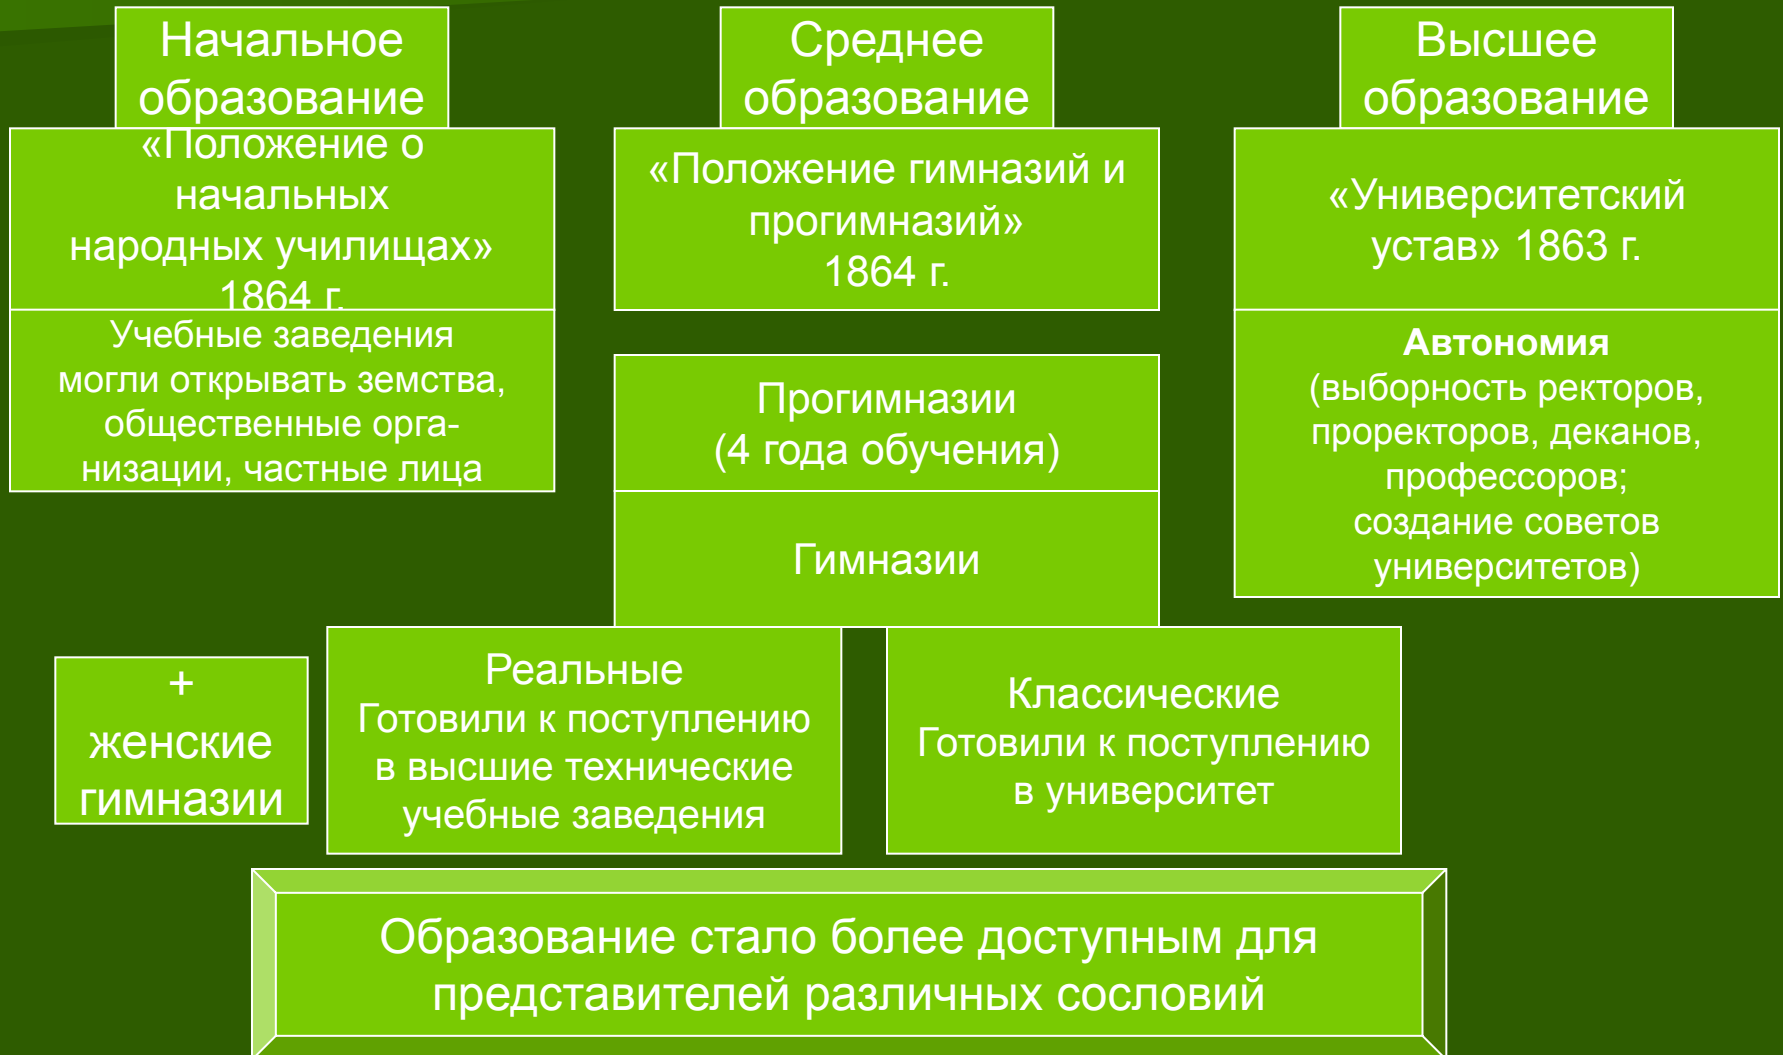 Начальное
образование
«Положение о
начальных
народных училищах»
1864 г.
Учебные заведения
могли открывать земства,
общественные орга-
низации, частные лица
Среднее
образование
«Положение гимназий и
прогимназий»
1864 г.
Прогимназии
(4 года обучения)
Гимназии
Высшее
образование
«Университетский
устав» 1863 г.
Автономия
(выборность ректоров,
проректоров, деканов,
профессоров;
создание советов
университетов)
+
женские
гимназии
Реальные
Готовили к поступлению
в высшие технические
учебные заведения
Классические
Готовили к поступлению
в университет
Образование стало более доступным для
представителей различных сословий